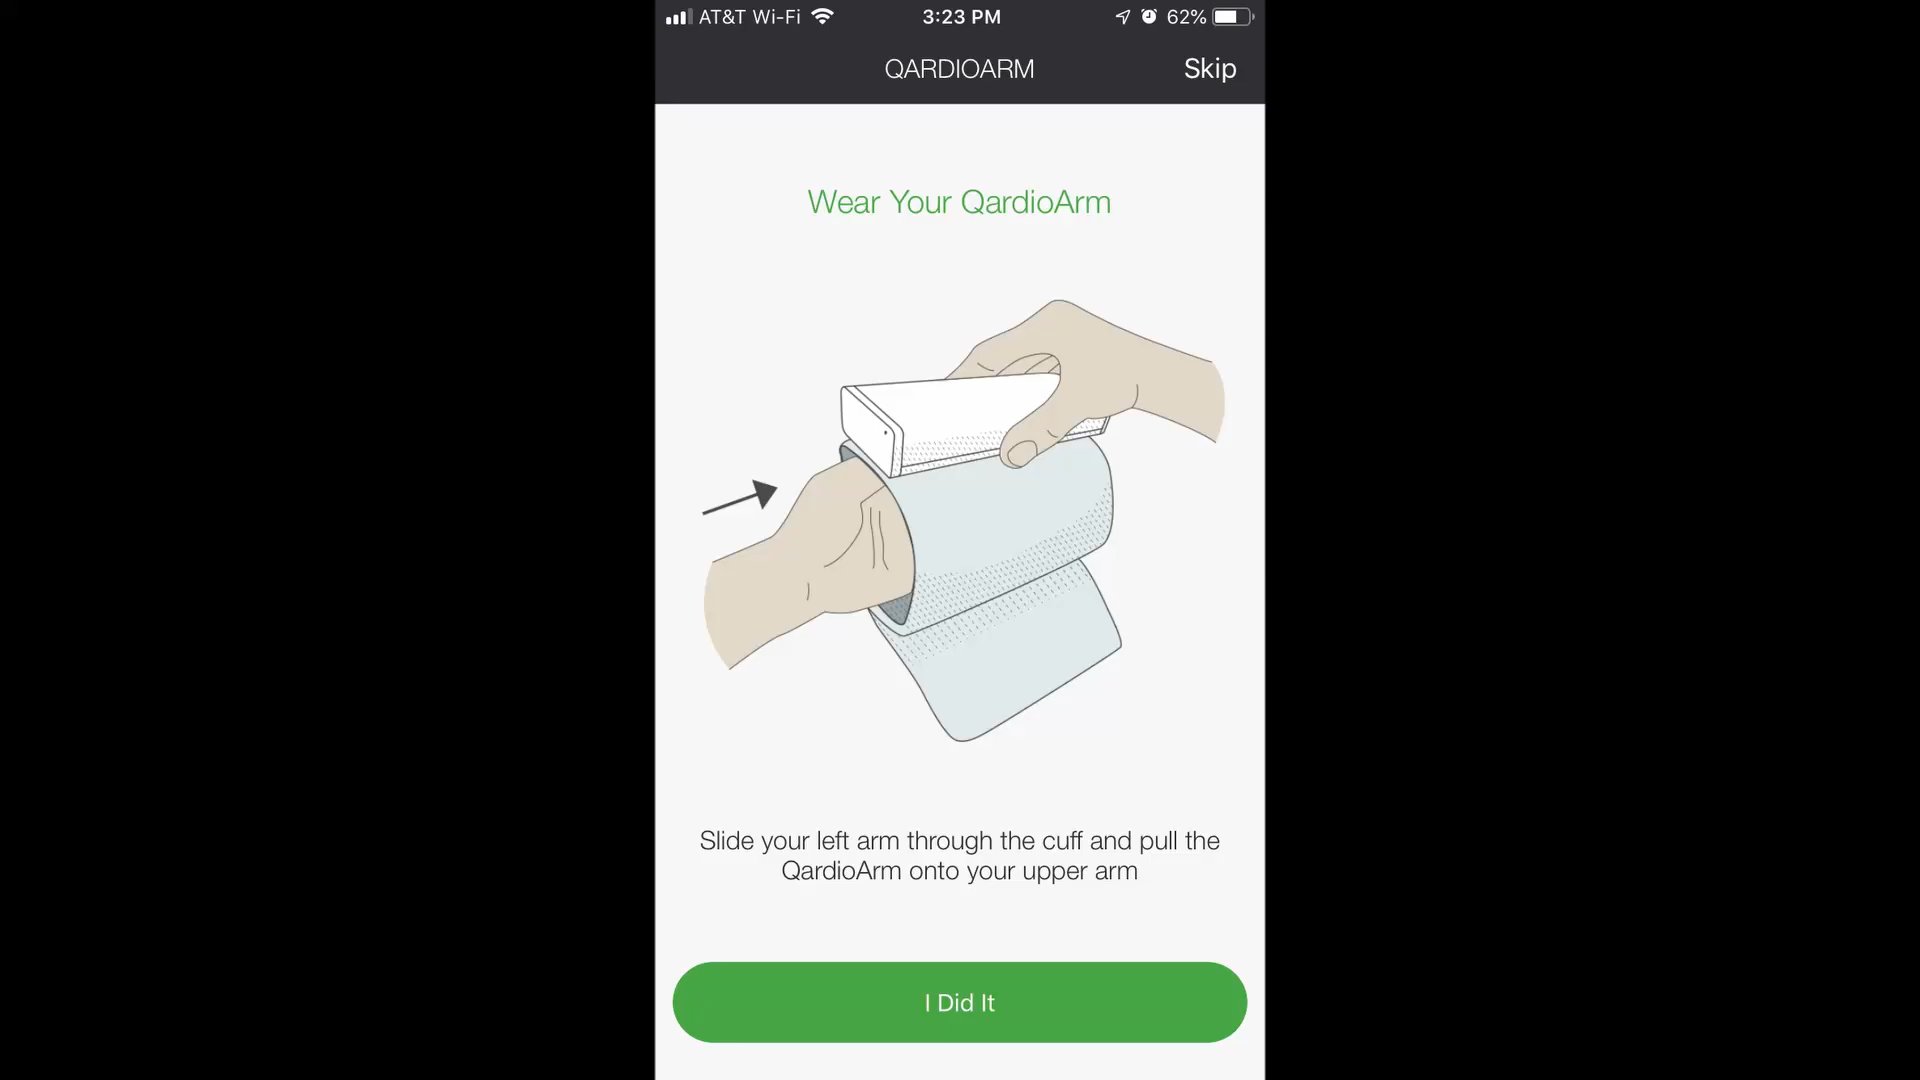 AT&T Wi-Fi 3:23 PM 62%
QARDIOARM Skip
Wear Your QardioArm
Slide your left arm through the cuff and pull the
QardioArm onto your upper arm
I Did It